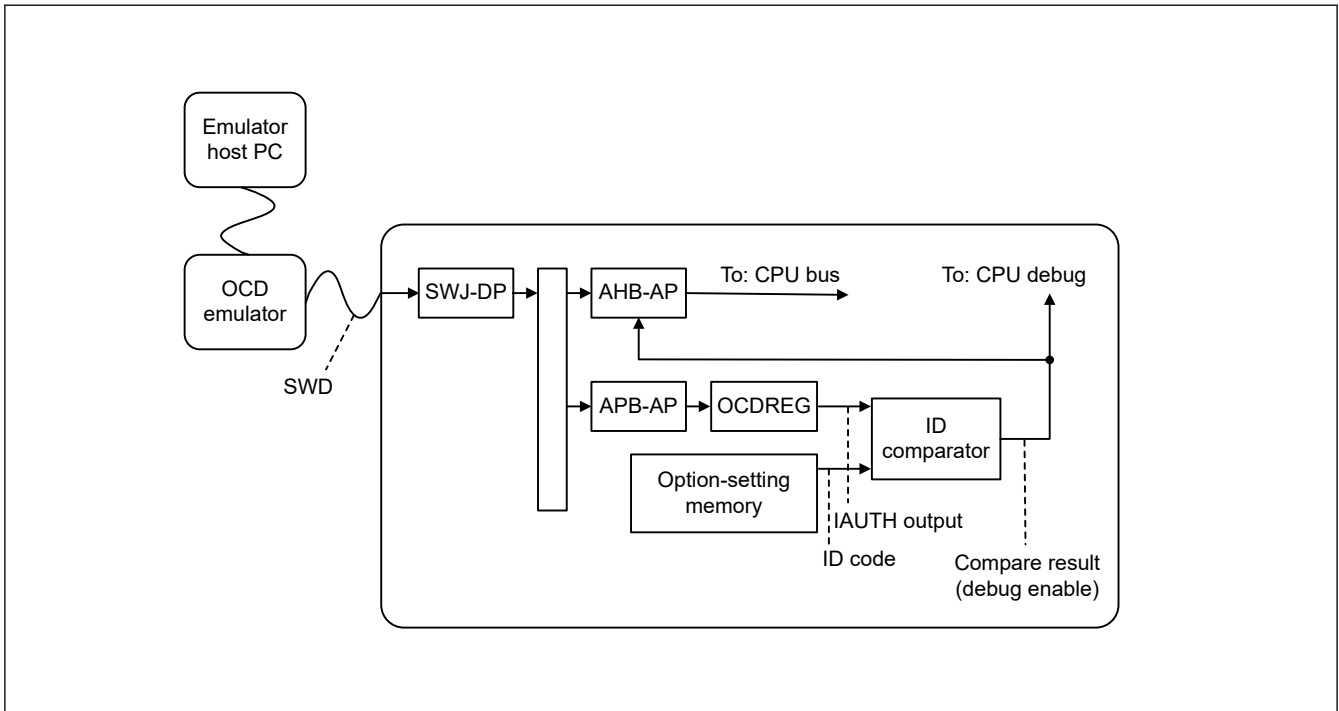 Emulator
host PC
OCD
emulator
SWD
SWJ-DP
AHB-AP
To: CPU bus
To: CPU debug
APB-AP
OCDREG
ID
comparator
Option-setting
memory
IAUTH output
ID code
Compare result
(debug enable)